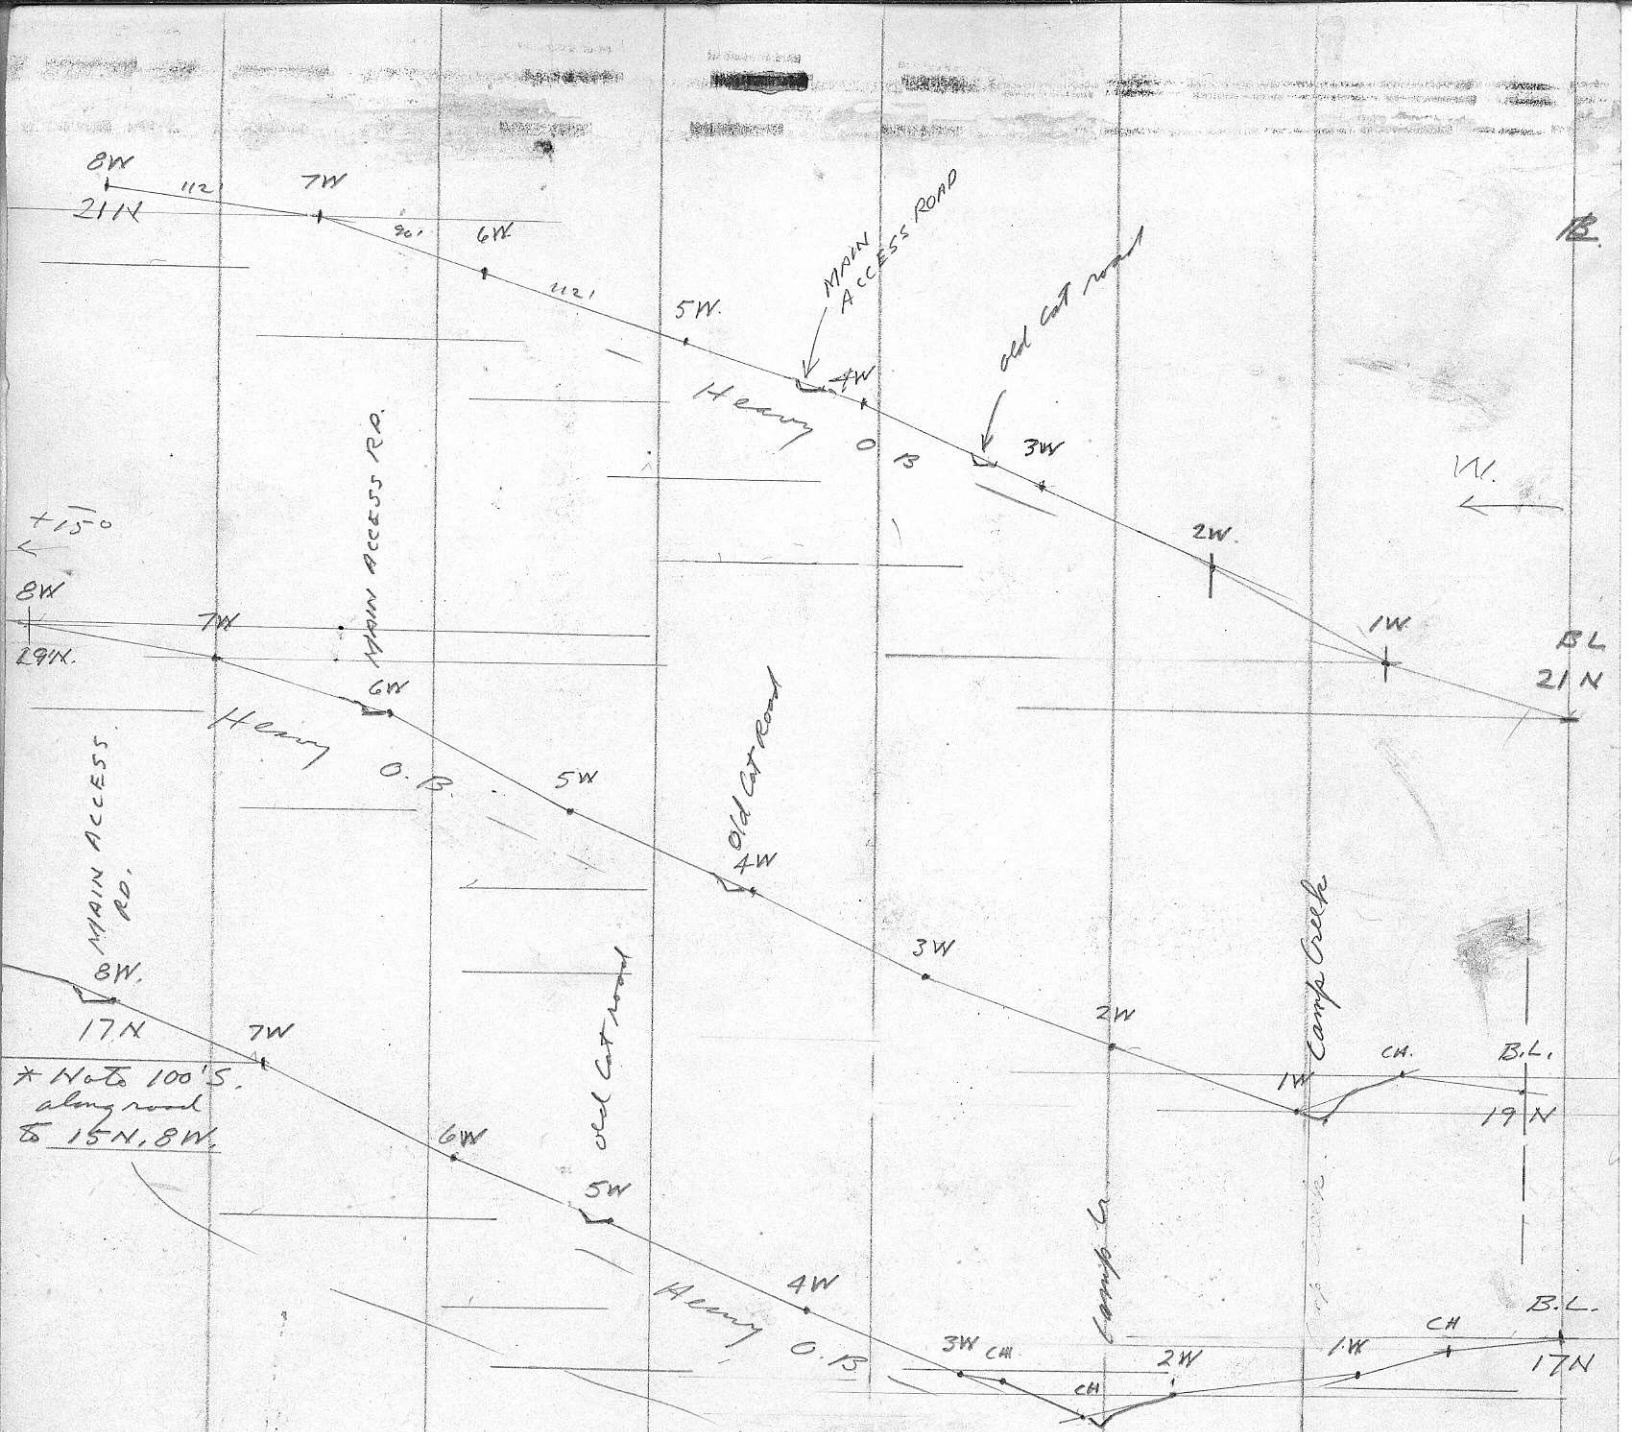 8W
112'
7W
21N
6W
112'
5W.
MAIN
ACCESS ROAD
old Cat road
B
4W
Heavy
O B
3W
W.
2W.
1W
BL
21N
+150
8W
7W
MAIN ACCESS RD.
6W
Heavy
O. B.
5W
Old Cat Road
4W
3W
2W
Camp Creek
1W
CH.
B.L.
19 N
MAIN ACCESS.
RD.
8W.
17N
7W
* Note 100'S.
along road
to 15N, 8W.
6W
old Cat road
5W
4W
Heavy
O. B
3W
CH
CH
Camp Cr.
2W
1W
CH
B.L.
17N